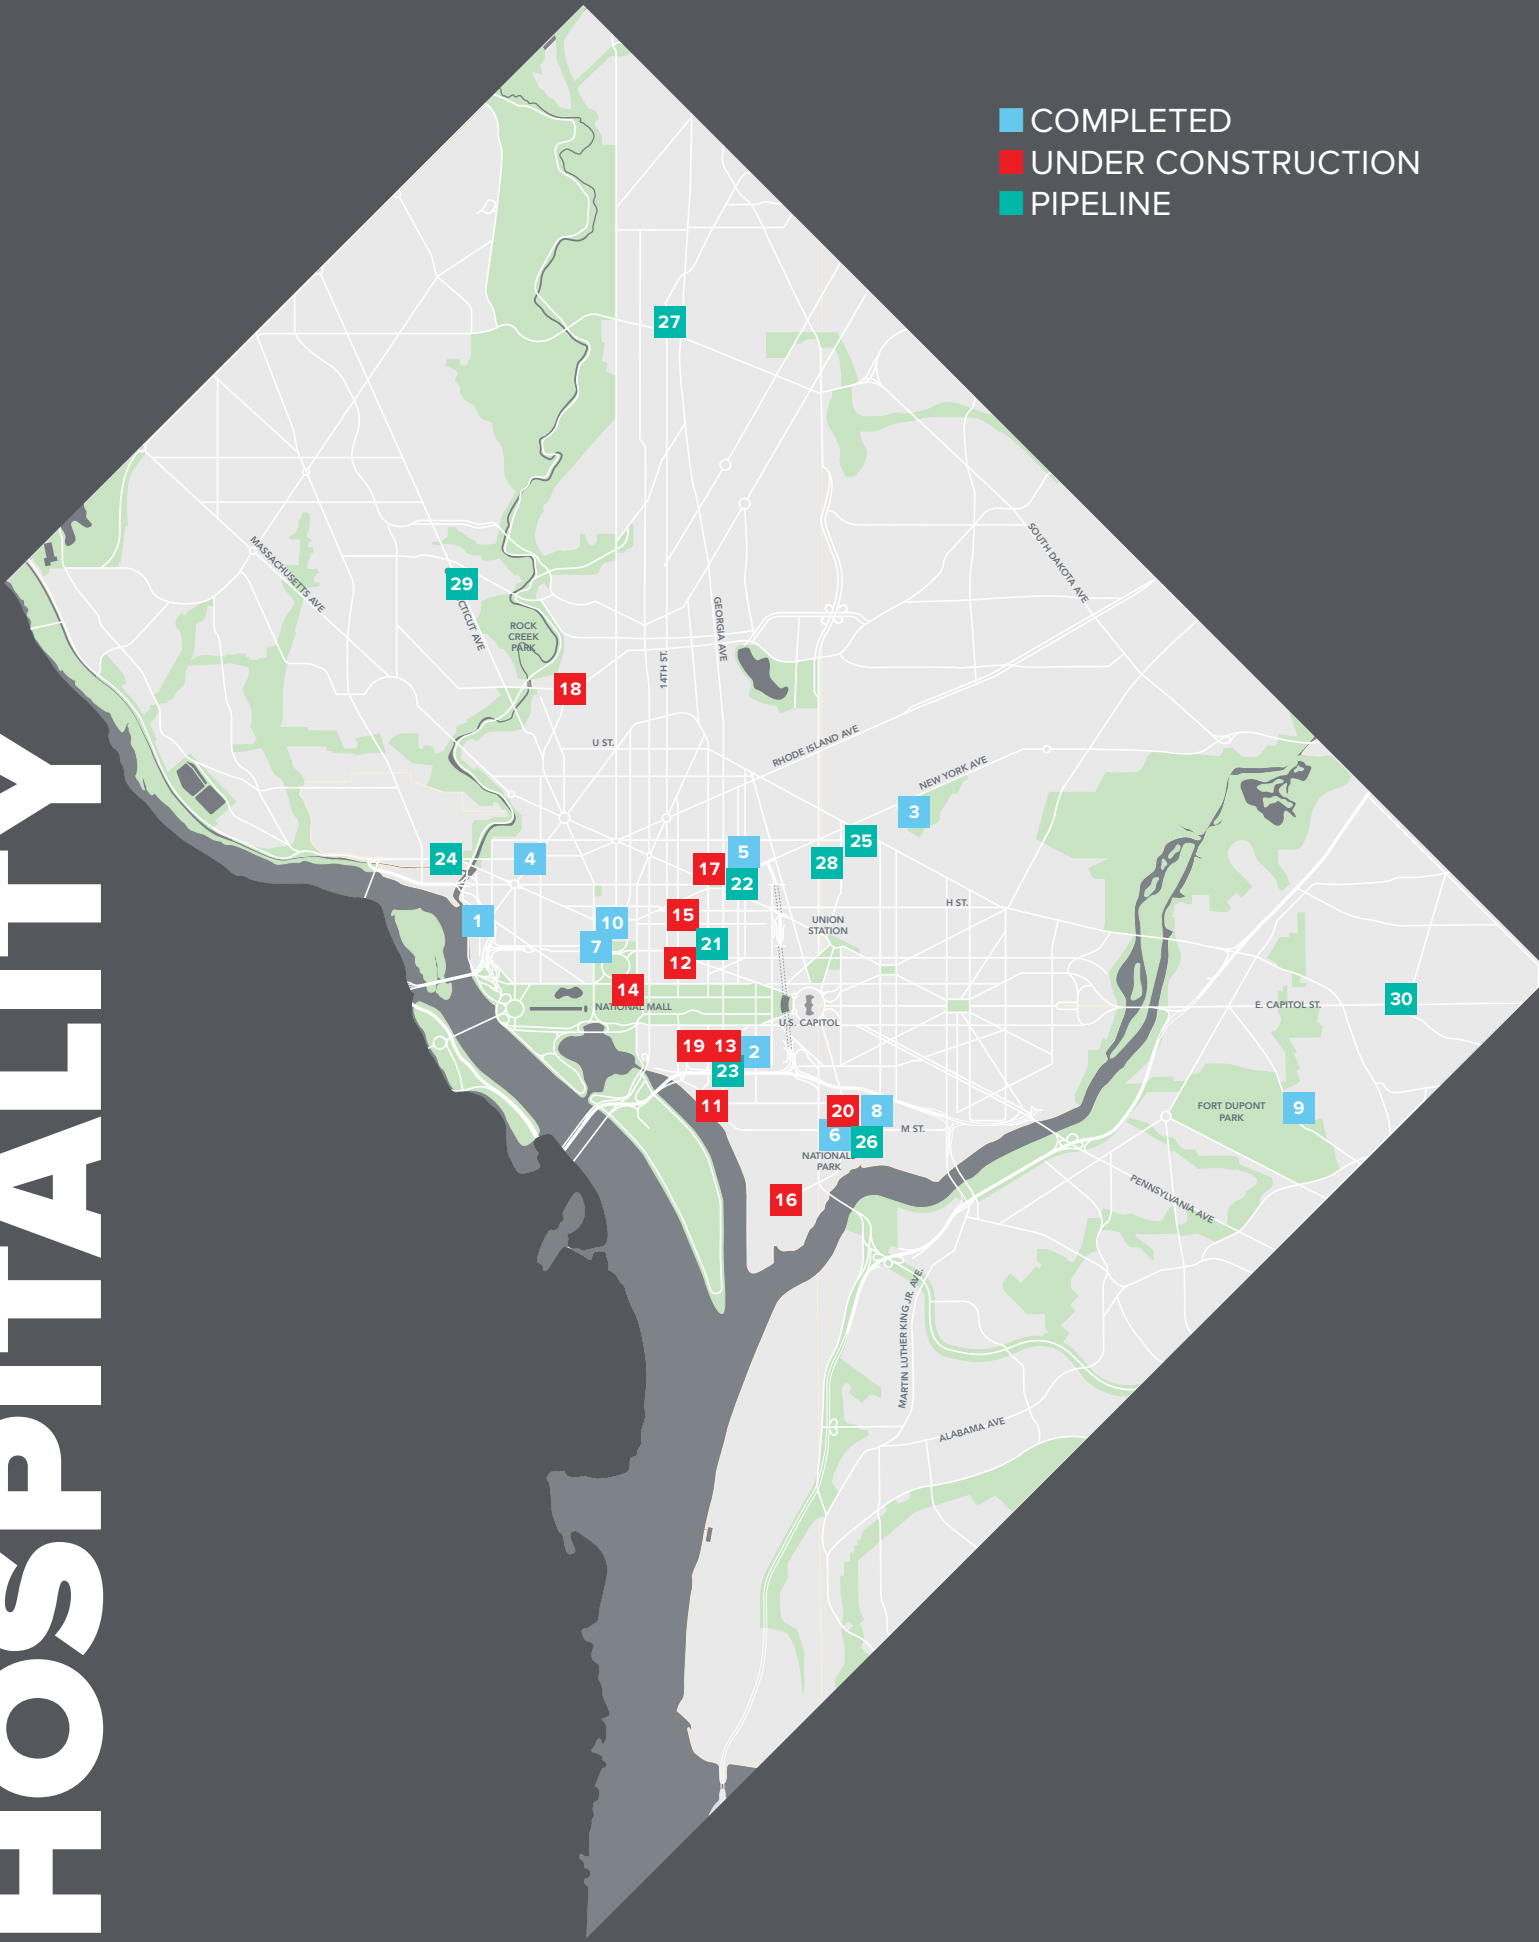 HOSPITALITY
COMPLETED
UNDER CONSTRUCTION
PIPELINE
27
SOUTH DAKOTA AVE
MASSACHUSETTS AVE
29
CTICUT AVE
ROCK
CREEK
PARK
GEORGIA AVE
14TH ST.
18
U ST.
RHODE ISLAND AVE
NEW YORK AVE
3
25
28
24
4
5
17
22
H ST.
1
10
15
7
21
12
UNION
STATION
14
NATIONAL MALL
U.S. CAPITOL
E. CAPITOL ST.
30
19
13
2
23
11
20
8
6
26
M ST.
NATIONALS
PARK
FORT DUPONT
PARK
9
16
PENNSYLVANIA AVE
MARTIN LUTHER KING JR. AVE.
ALABAMA AVE